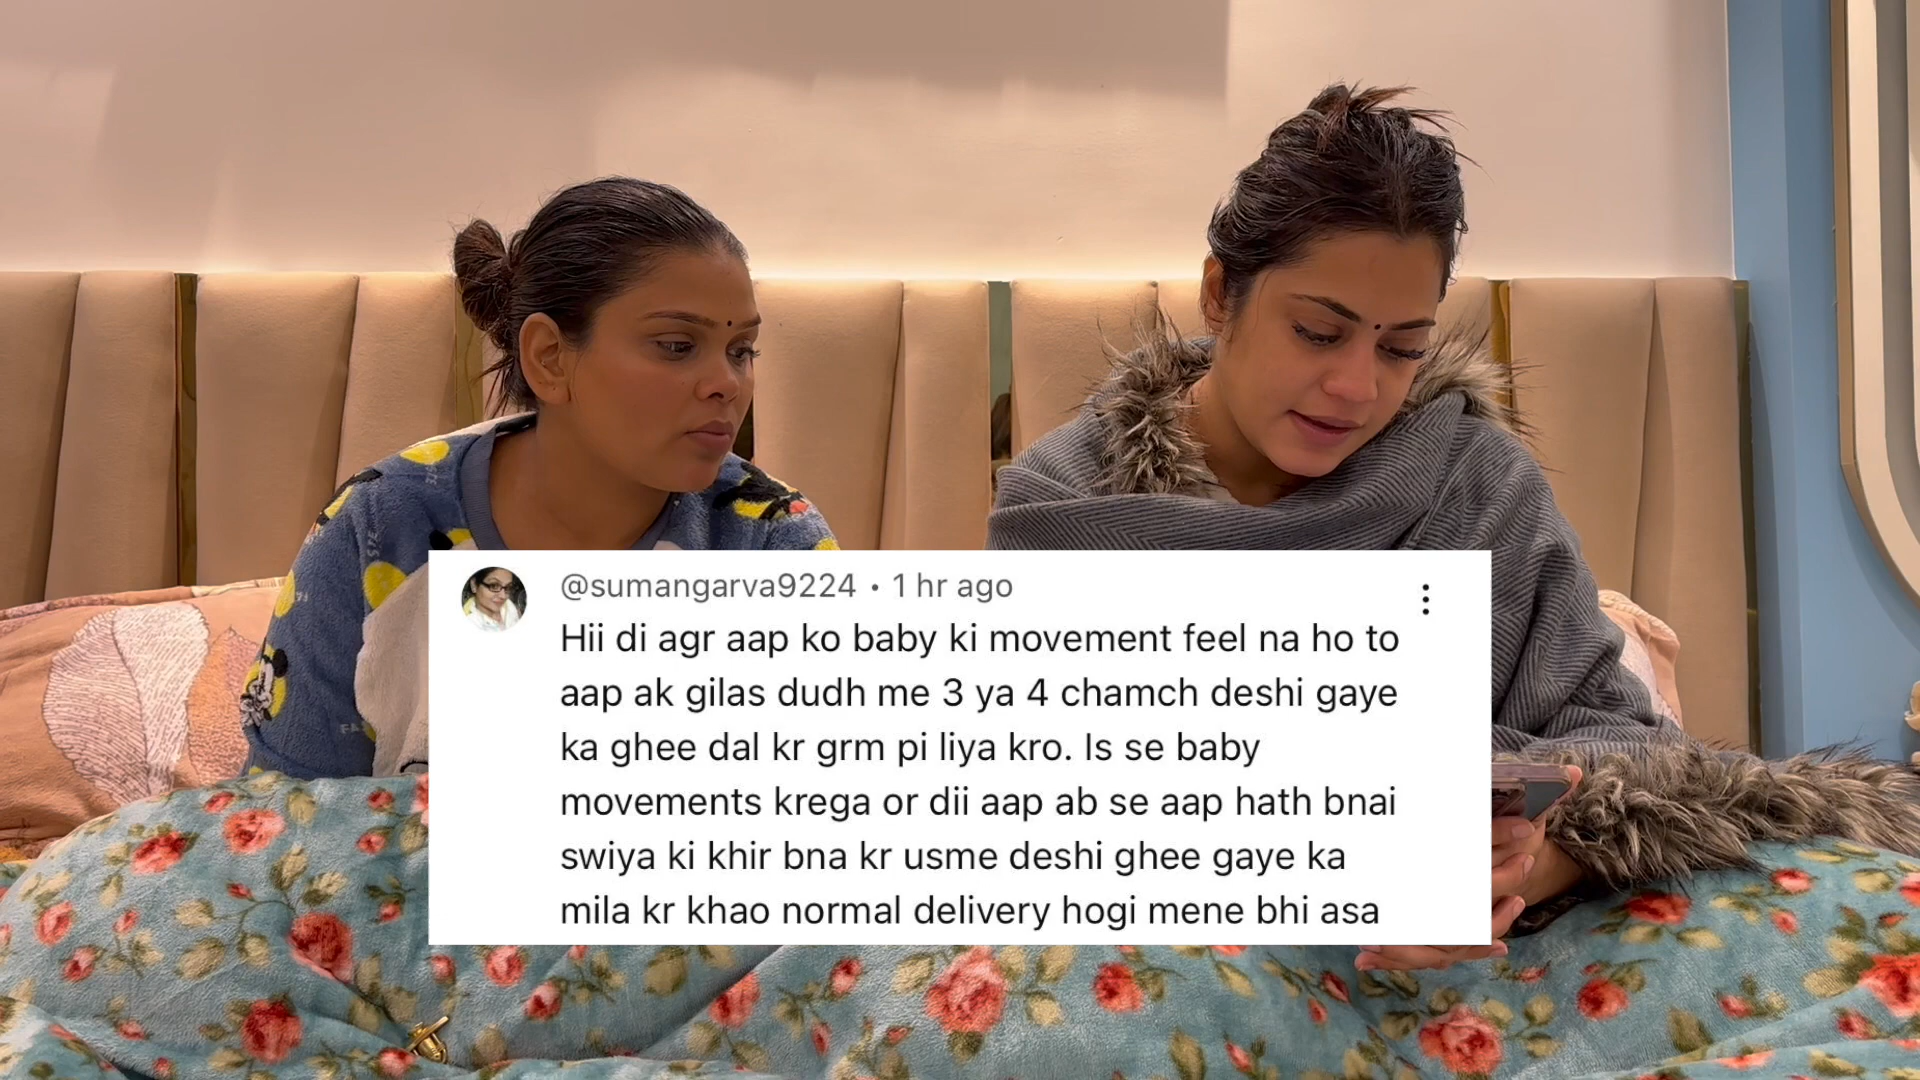 @sumangarva9224 • 1 hr ago
Hii di agr aap ko baby ki movement feel na ho to
aap ak gilas dudh me 3 ya 4 chamch deshi gaye
ka ghee dal kr grm pi liya kro. Is se baby
movements krega or dii aap ab se aap hath bnai
swiya ki khir bna kr usme deshi ghee gaye ka
mila kr khao normal delivery hogi mene bhi asa